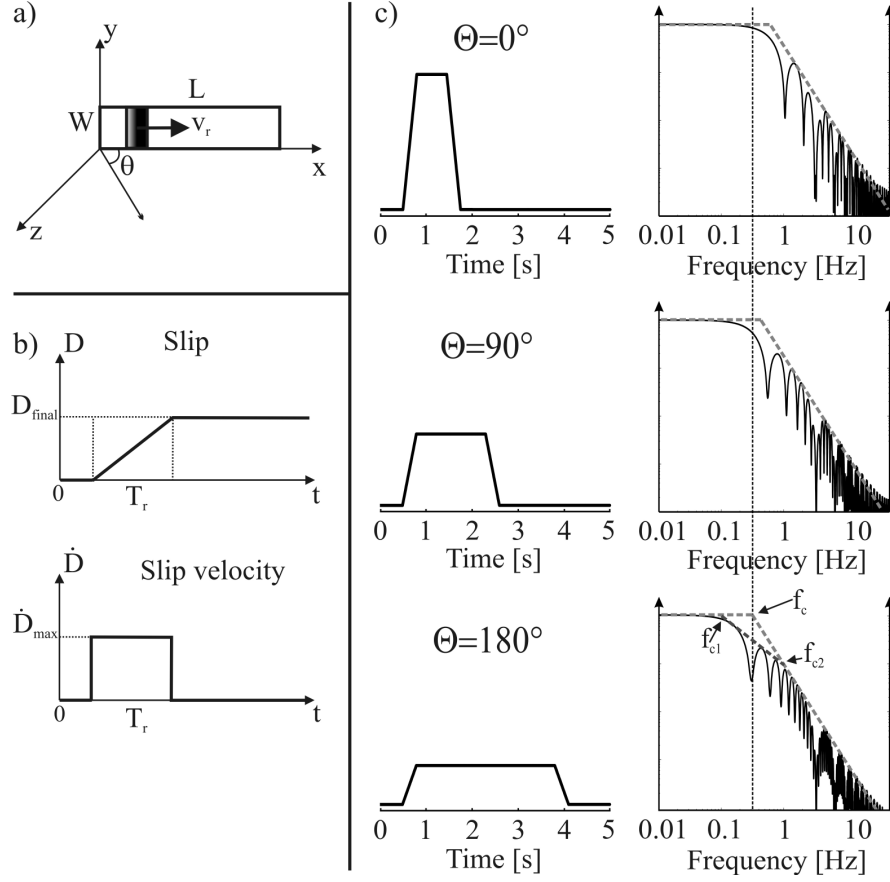 a)
y
L
W
v_r
θ
x
z
b)
D
Slip
D_final
0
T_r
t
Ḋ
Slip velocity
Ḋ_max
0
T_r
t
c)
Θ=0°
0 1 2 3 4 5
Time [s]
0.01 0.1 1 10
Frequency [Hz]
Θ=90°
0 1 2 3 4 5
Time [s]
0.01 0.1 1 10
Frequency [Hz]
Θ=180°
f_c
f_c1
f_c2
0 1 2 3 4 5
Time [s]
0.01 0.1 1 10
Frequency [Hz]